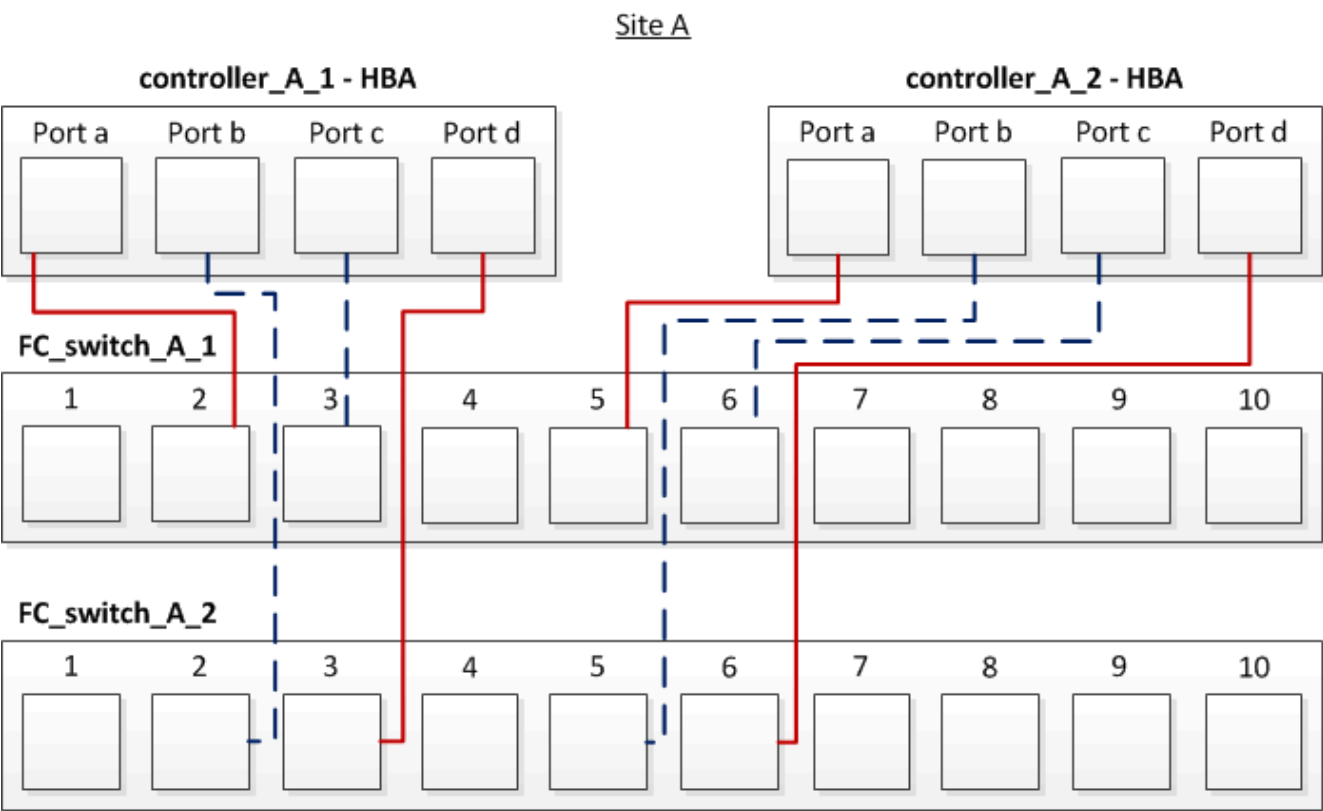 Site A
controller_A_1 - HBA
controller_A_2 - HBA
Port a Port b Port c Port d
Port a Port b Port c Port d
FC_switch_A_1
1 2 3 4 5 6 7 8 9 10
FC_switch_A_2
1 2 3 4 5 6 7 8 9 10